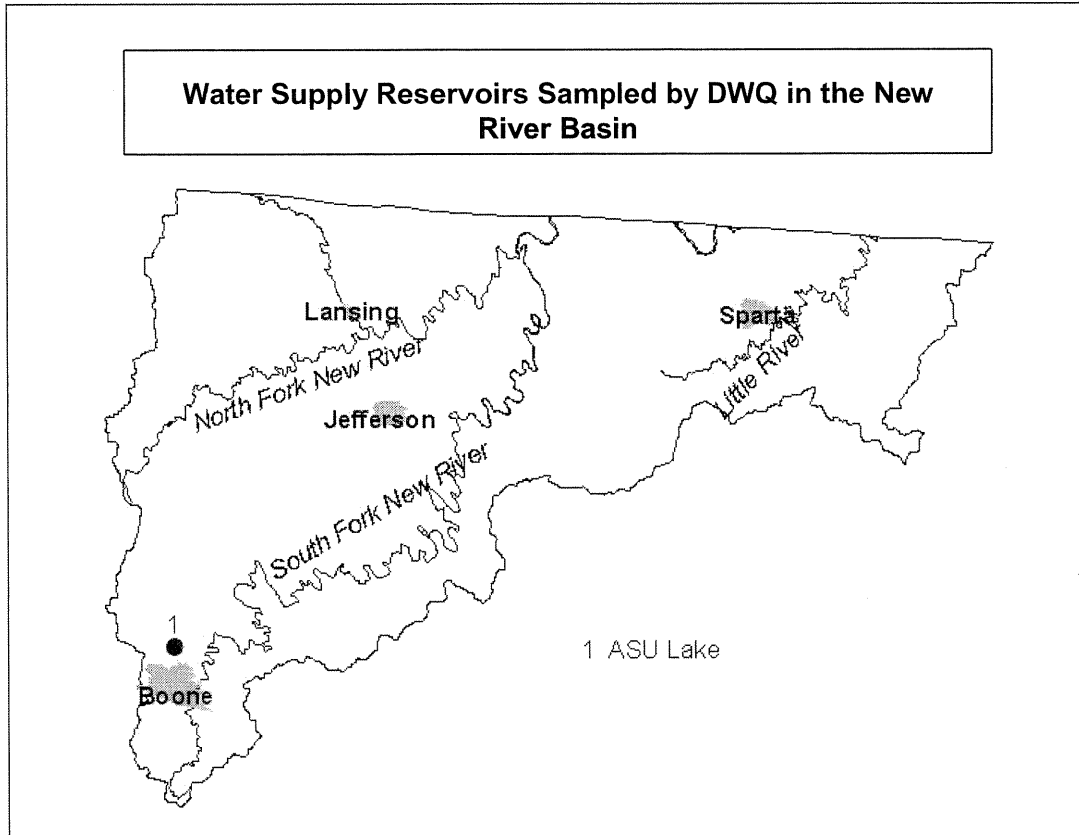 Water Supply Reservoirs Sampled by DWQ in the New
River Basin
Lansing
Sparta
North Fork New River
Little River
Jefferson
South Fork New River
1
1 ASU Lake
Boone